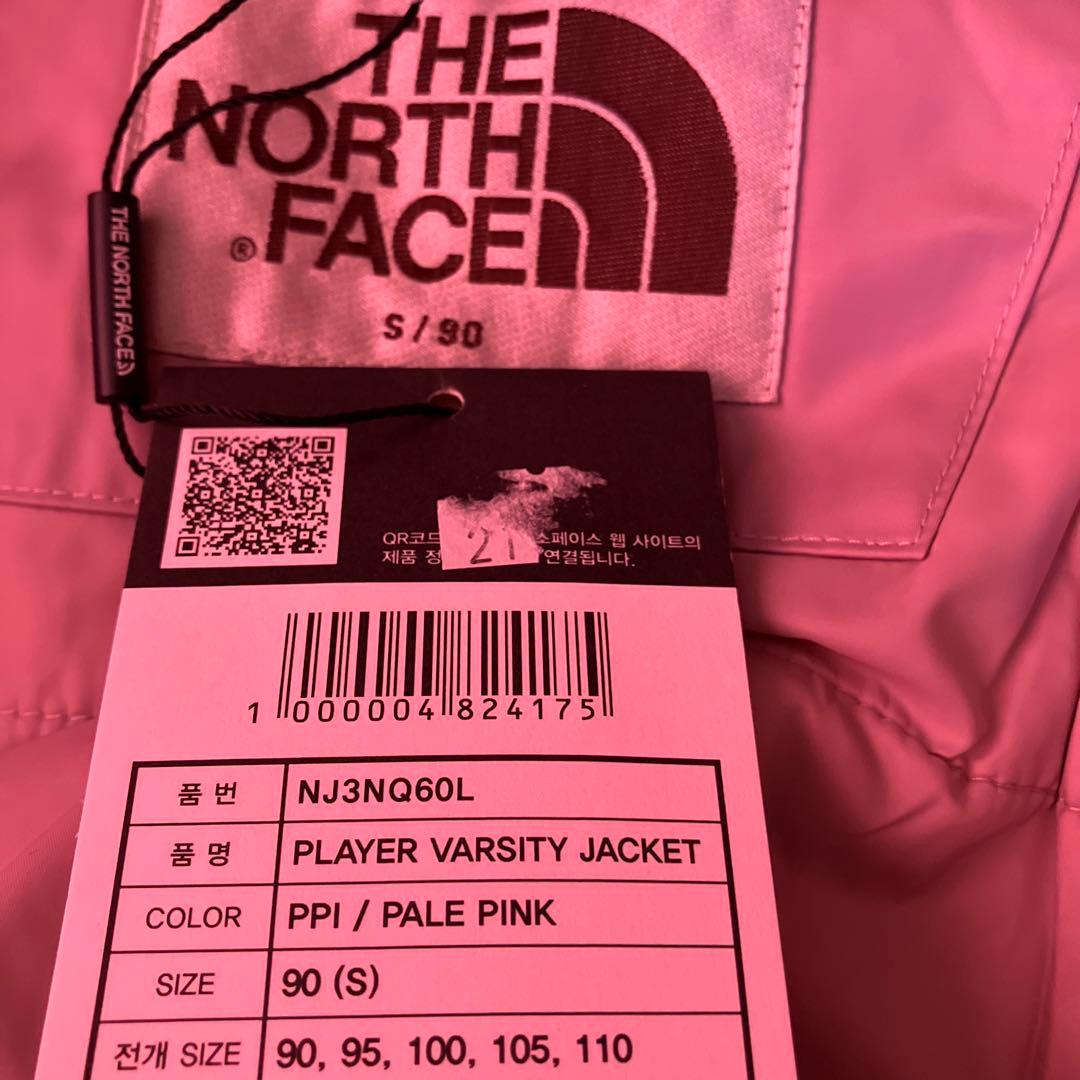 THE
NORTH
FACE
®
S / 90
THE NORTH FACE
QR코드 스페이스 웹 사이트의
제품 연결됩니다.
21
1 000004 824175
품 번 NJ3NQ60L
품 명 PLAYER VARSITY JACKET
COLOR PPI / PALE PINK
SIZE 90 (S)
전개 SIZE 90, 95, 100, 105, 110